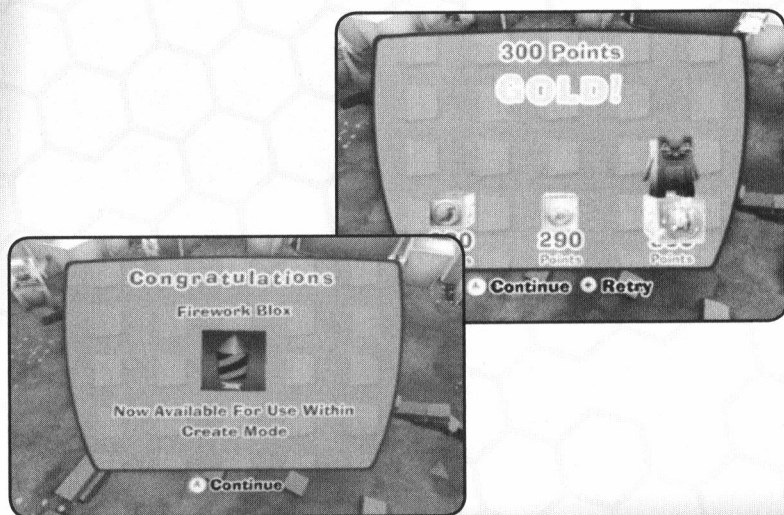 300 Points
GOLD!
290
Points
Points
Continue + Retry
Congratulations
Firework Blox
Now Available For Use Within
Create Mode
A Continue